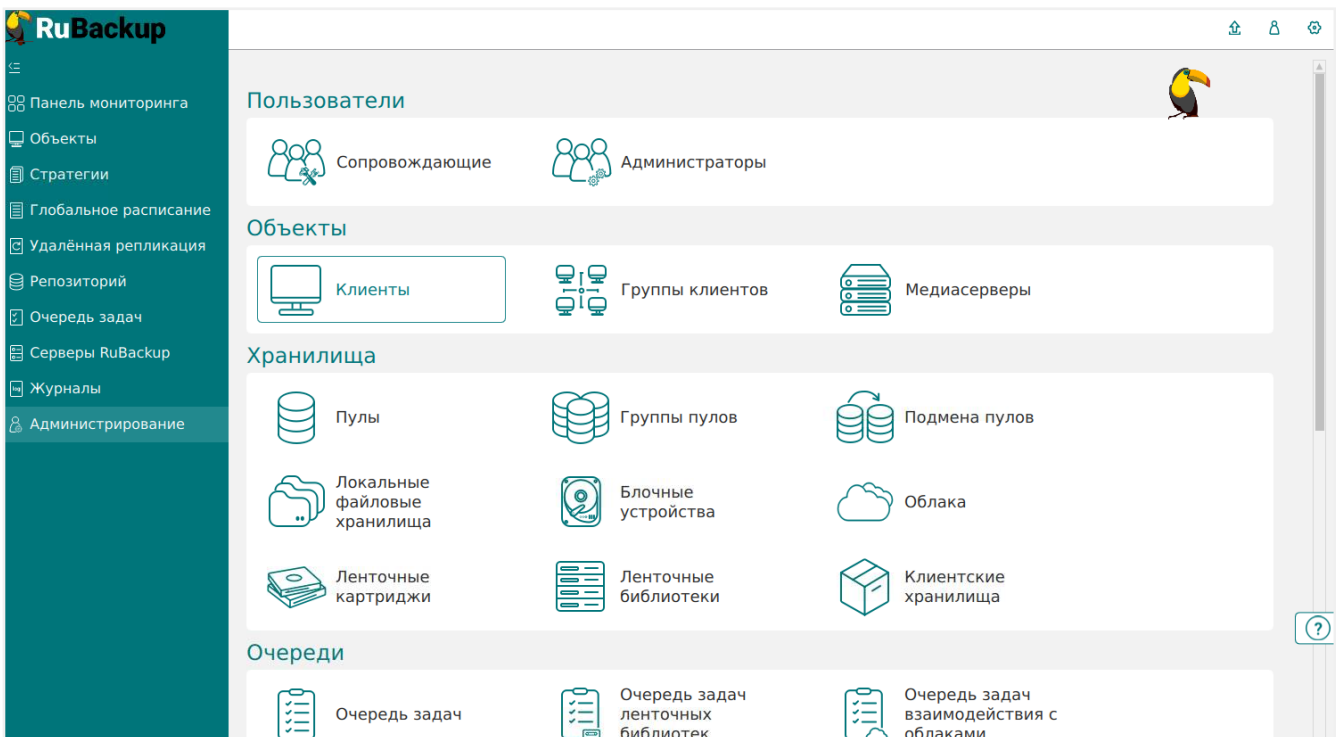 RuBackup
Панель мониторинга
Объекты
Стратегии
Глобальное расписание
Удалённая репликация
Репозиторий
Очередь задач
Серверы RuBackup
Журналы
Администрирование
Пользователи
Сопровождающие
Администраторы
Объекты
Клиенты
Группы клиентов
Медиасерверы
Хранилища
Пулы
Группы пулов
Подмена пулов
Локальные
файловые
хранилища
Блочные
устройства
Облака
Ленточные
картриджи
Ленточные
библиотеки
Клиентские
хранилища
?
Очереди
Очередь задач
Очередь задач
ленточных
библиотек
Очередь задач
взаимодействия с
облаками